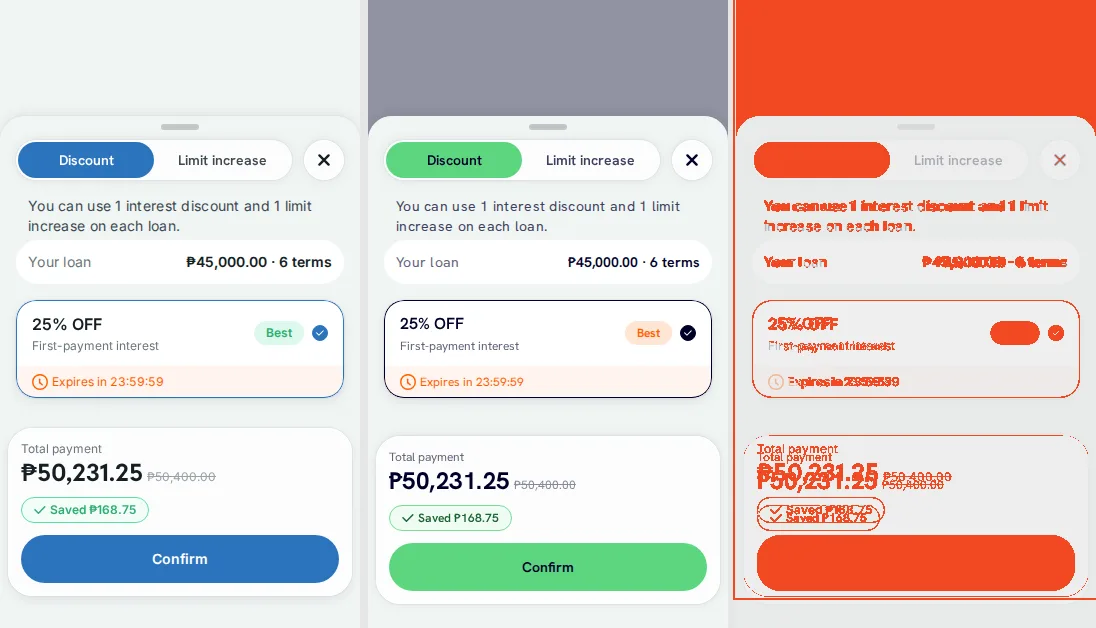 Discount
Limit increase
You can use 1 interest discount and 1 limit
increase on each loan.
Your loan
₱45,000.00 · 6 terms
25% OFF
First-payment interest
Best
Expires in 23:59:59
Total payment
₱50,231.25 ₱50,400.00
Saved ₱168.75
Confirm
Discount
Limit increase
You can use 1 interest discount and 1 limit
increase on each loan.
Your loan
₱45,000.00 · 6 terms
25% OFF
First-payment interest
Best
Expires in 23:59:59
Total payment
₱50,231.25 ₱50,400.00
Saved ₱168.75
Confirm
Limit increase
Total payment
Total payment